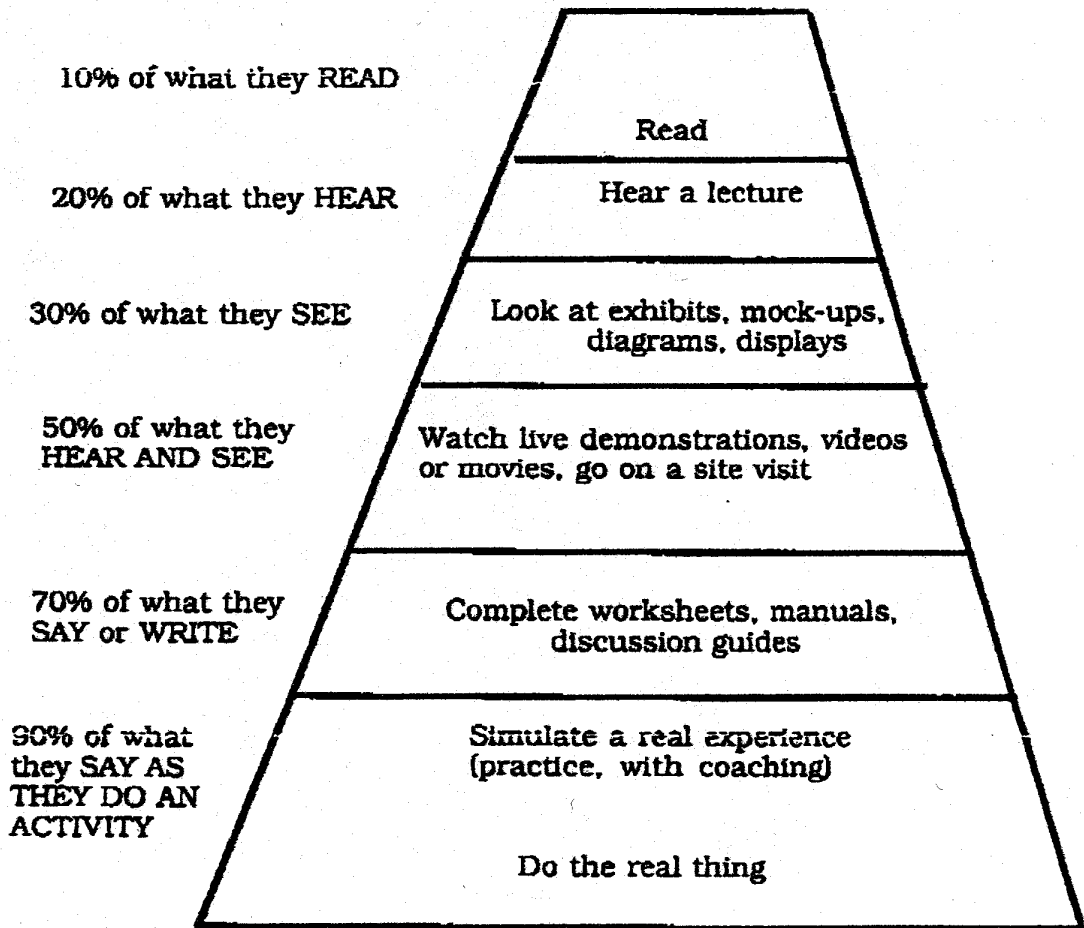 10% of what they READ
Read
20% of what they HEAR
Hear a lecture
30% of what they SEE
Look at exhibits, mock-ups,
diagrams, displays
50% of what they
HEAR AND SEE
Watch live demonstrations, videos
or movies, go on a site visit
70% of what they
SAY or WRITE
Complete worksheets, manuals,
discussion guides
90% of what
they SAY AS
THEY DO AN
ACTIVITY
Simulate a real experience
(practice, with coaching)
Do the real thing